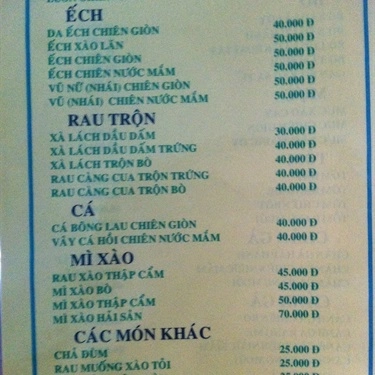 ẾCH
DA ẾCH CHIÊN GIÒN 40.000 Đ
ẾCH XÀO LĂN 50.000 Đ
ẾCH CHIÊN GIÒN 50.000 Đ
ẾCH CHIÊN NƯỚC MẮM 50.000 Đ
VŨ NỮ (NHÁI) CHIÊN GIÒN 50.000 Đ
VŨ (NHÁI) CHIÊN NƯỚC MẮM 50.000 Đ
RAU TRỘN
XÀ LÁCH DẦU DẤM 30.000 Đ
XÀ LÁCH DẦU DẤM TRỨNG 40.000 Đ
XÀ LÁCH TRỘN BÒ 40.000 Đ
RAU CÀNG CUA TRỘN TRỨNG 40.000 Đ
RAU CÀNG CUA TRỘN BÒ 40.000 Đ
CÁ
CÁ BÔNG LAU CHIÊN GIÒN 40.000 Đ
VÂY CÁ HỒI CHIÊN NƯỚC MẮM 40.000 Đ
MÌ XÀO
RAU XÀO THẬP CẨM 45.000 Đ
MÌ XÀO BÒ 45.000 Đ
MÌ XÀO THẬP CẨM 50.000 Đ
MÌ XÀO HẢI SẢN 70.000 Đ
CÁC MÓN KHÁC
CHẢ ĐÙM 25.000 Đ
RAU MUỐNG XÀO TỎI 25.000 Đ